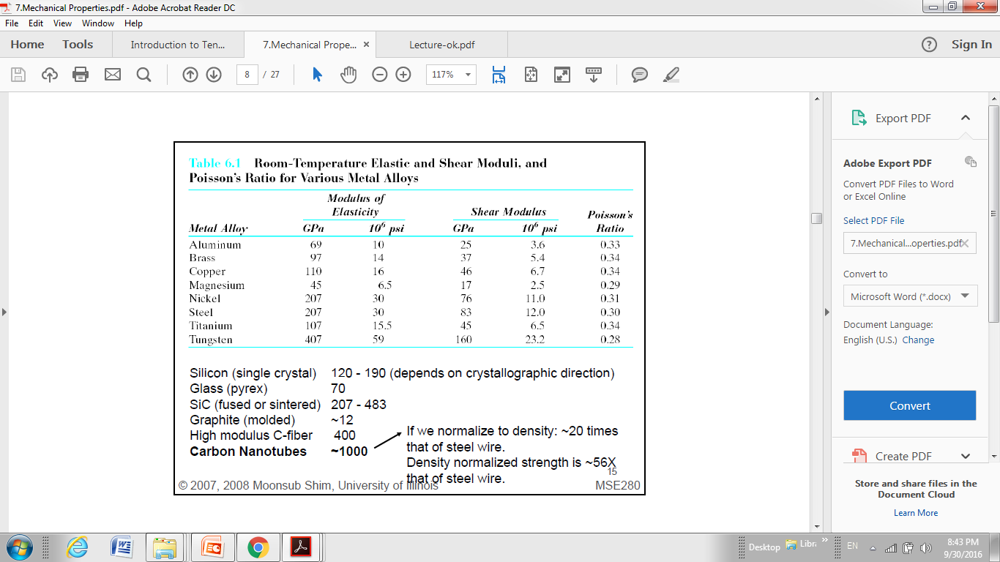 7.Mechanical Properties.pdf - Adobe Acrobat Reader DC
File Edit View Window Help
Home Tools Introduction to Ten... 7.Mechanical Prope... × Lecture-ok.pdf Sign In
8 / 27 117%
Table 6.1 Room-Temperature Elastic and Shear Moduli, and
Poisson's Ratio for Various Metal Alloys
Modulus of
Elasticity Shear Modulus Poisson's
Metal Alloy GPa 10⁶ psi GPa 10⁶ psi Ratio
Aluminum 69 10 25 3.6 0.33
Brass 97 14 37 5.4 0.34
Copper 110 16 46 6.7 0.34
Magnesium 45 6.5 17 2.5 0.29
Nickel 207 30 76 11.0 0.31
Steel 207 30 83 12.0 0.30
Titanium 107 15.5 45 6.5 0.34
Tungsten 407 59 160 23.2 0.28
Silicon (single crystal) 120 - 190 (depends on crystallographic direction)
Glass (pyrex) 70
SiC (fused or sintered) 207 - 483
Graphite (molded) ~12
High modulus C-fiber 400
Carbon Nanotubes ~1000
If we normalize to density: ~20 times
that of steel wire.
Density normalized strength is ~56X
that of steel wire.
15
© 2007, 2008 Moonsub Shim, University of Illinois MSE280
Export PDF
Adobe Export PDF
Convert PDF Files to Word
or Excel Online
Select PDF File
7.Mechanical...operties.pdf ×
Convert to
Microsoft Word (*.docx)
Document Language:
English (U.S.) Change
Convert
Create PDF
Store and share files in the
Document Cloud
Learn More
Desktop Libr » EN 8:43 PM
9/30/2016